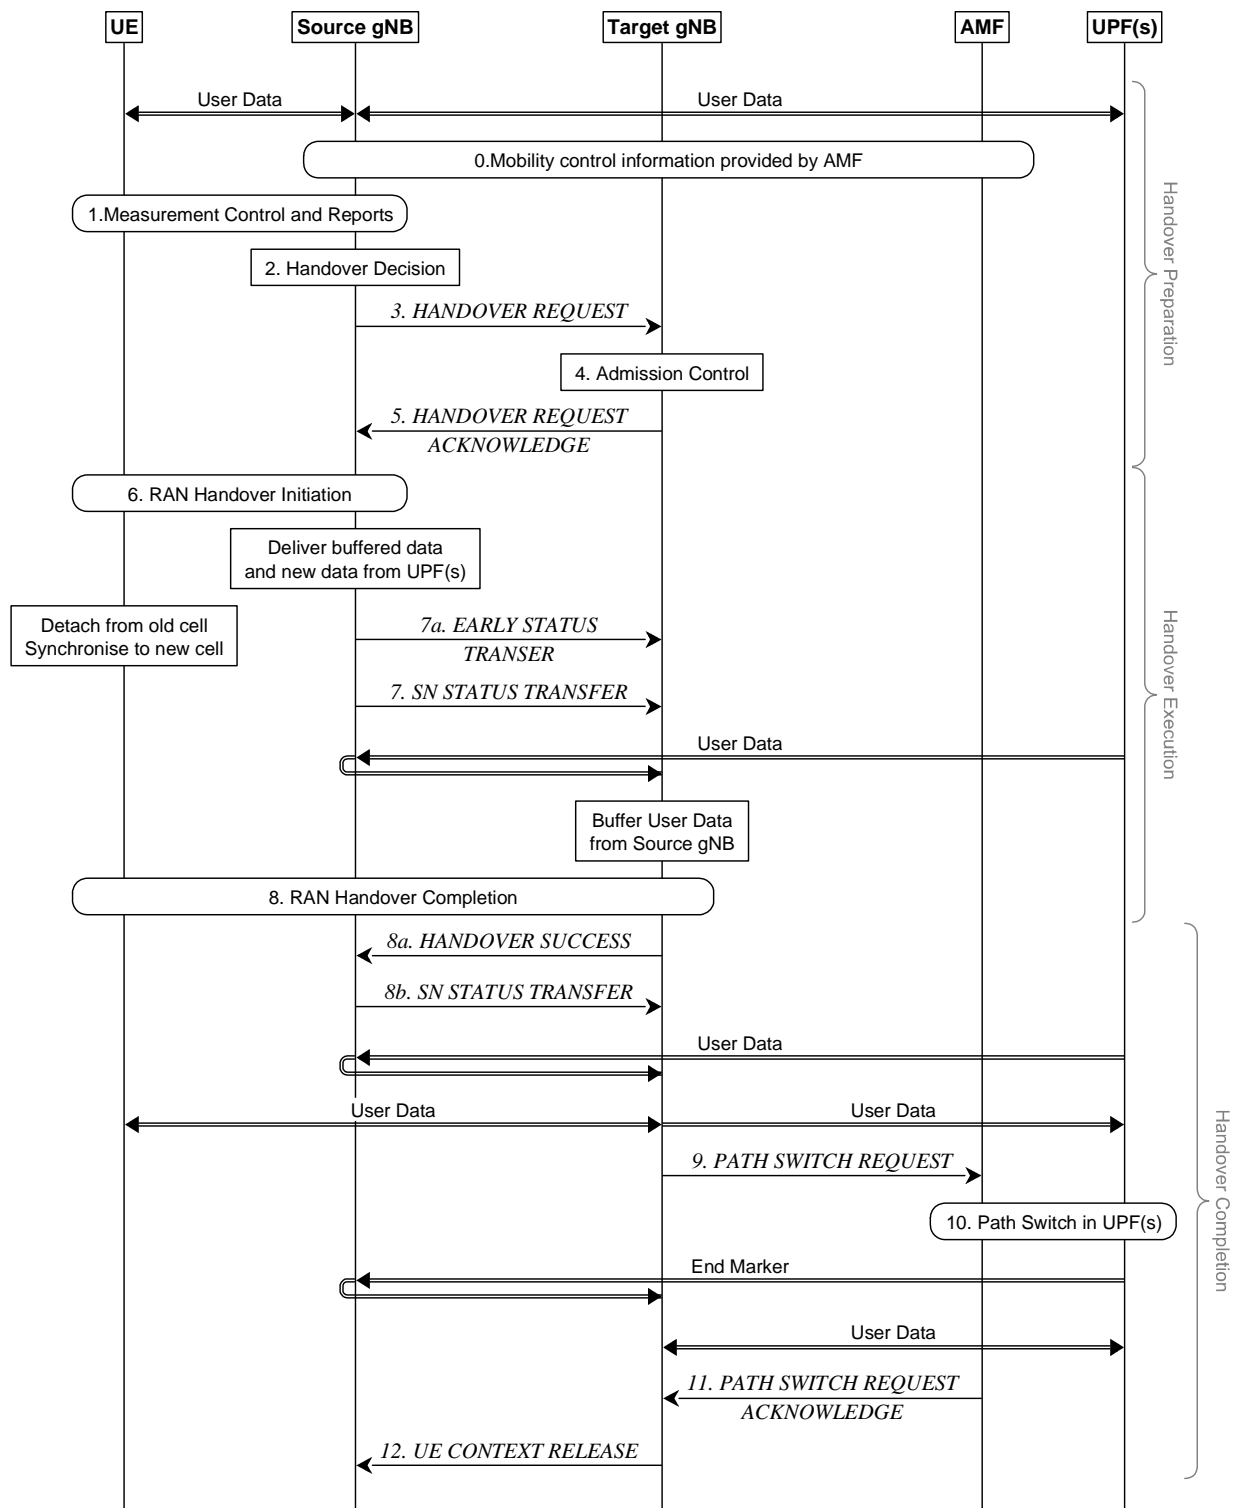 UE
Source gNB
Target gNB
AMF
UPF(s)
User Data
User Data
0.Mobility control information provided by AMF
1.Measurement Control and Reports
2. Handover Decision
3. HANDOVER REQUEST
4. Admission Control
5. HANDOVER REQUEST
ACKNOWLEDGE
Handover Preparation
6. RAN Handover Initiation
Deliver buffered data
and new data from UPF(s)
Detach from old cell
Synchronise to new cell
7a. EARLY STATUS
TRANSER
7. SN STATUS TRANSFER
User Data
Buffer User Data
from Source gNB
8. RAN Handover Completion
Handover Execution
8a. HANDOVER SUCCESS
8b. SN STATUS TRANSFER
User Data
User Data
User Data
9. PATH SWITCH REQUEST
10. Path Switch in UPF(s)
End Marker
User Data
11. PATH SWITCH REQUEST
ACKNOWLEDGE
12. UE CONTEXT RELEASE
Handover Completion